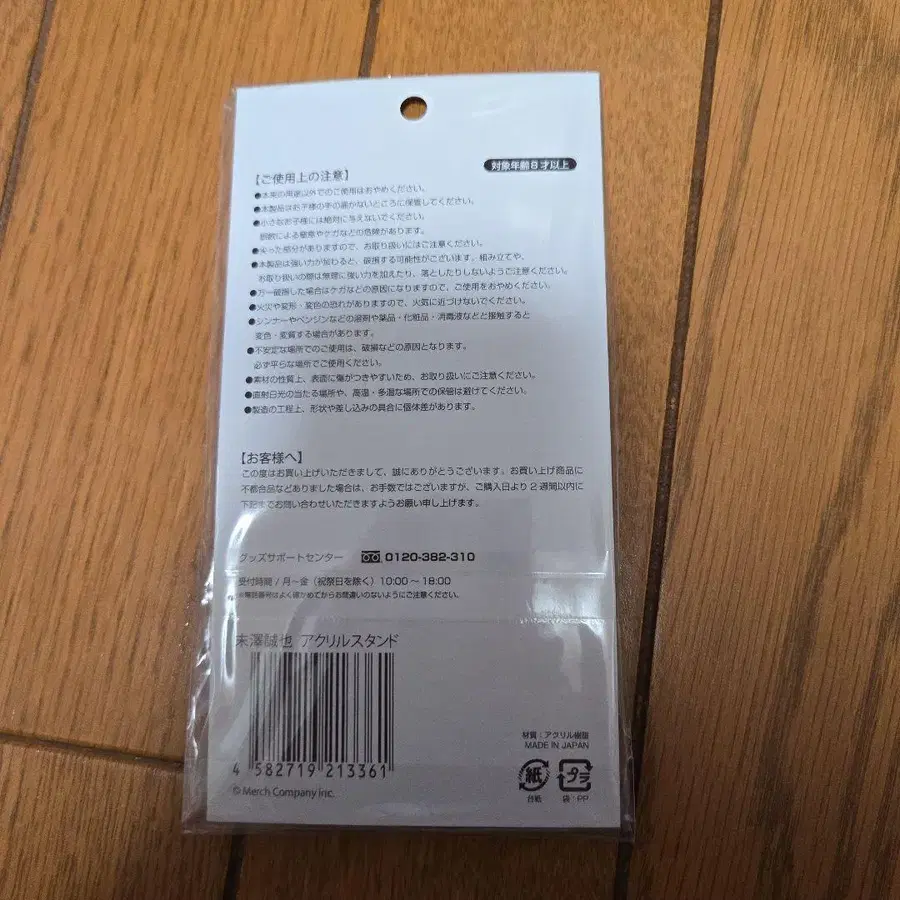 対象年齢8才以上
【ご使用上の注意】
●本来の用途以外でのご使用はおやめください。
●本製品はお子様の手の届かないところに保管してください。
●小さなお子様には絶対に与えないでください。
誤飲による窒息やケガなどの危険があります。
●尖った部分がありますので、お取り扱いにはご注意ください。
●本製品は強い力が加わると、破損する可能性がございます。組み立てや、
お取り扱いの際は無理に強い力を加えたり、落としたりしないようご注意ください。
●万一破損した場合はケガなどの原因になりますので、ご使用をおやめください。
●火災や変形・変色の恐れがありますので、火気に近づけないでください。
●シンナーやベンジンなどの溶剤や薬品・化粧品・消毒液などと接触すると
変色・変質する場合があります。
●不安定な場所でのご使用は、破損などの原因となります。
必ず平らな場所でご使用ください。
●素材の性質上、表面に傷がつきやすいため、お取り扱いにご注意ください。
●直射日光の当たる場所や、高温・多湿な場所での保管は避けてください。
●製造の工程上、形状や差し込みの具合に個体差があります。
【お客様へ】
この度はお買い上げいただきまして、誠にありがとうございます。お買い上げ商品に
不都合品などありました場合は、お手数ではございますが、ご購入日より2週間以内に
下記までお問い合わせいただきますようお願い申し上げます。
グッズサポートセンター 0120-382-310
受付時間/月~金(祝祭日を除く)10:00~18:00
※電話番号はよく確かめてからお間違いのないようにご注意ください。
末澤誠也 アクリルスタンド
4 582719 213361
© Merch Company Inc.
材質:アクリル樹脂
MADE IN JAPAN
紙 プラ
台紙 袋:PP